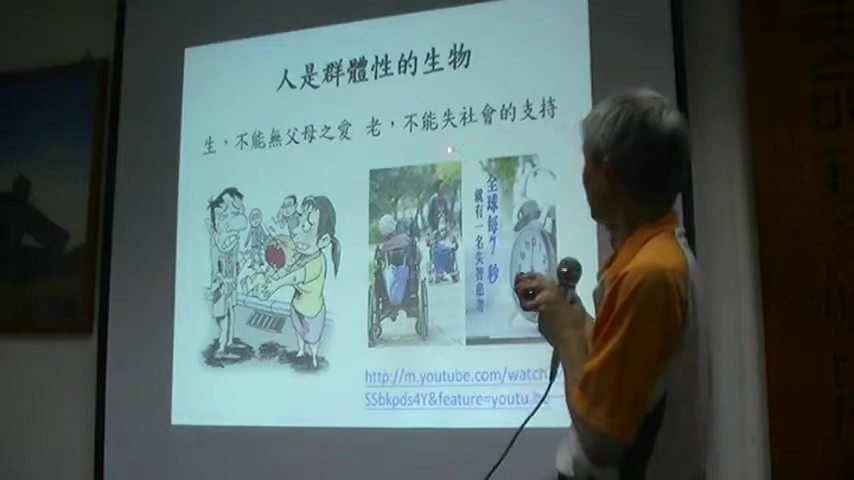 人是群體性的生物
生，不能無父母之愛 老，不能失社會的支持
全球每7秒
就有一名失智患者
http://m.youtube.com/watch
SSbkpds4Y&feature=youtu.be